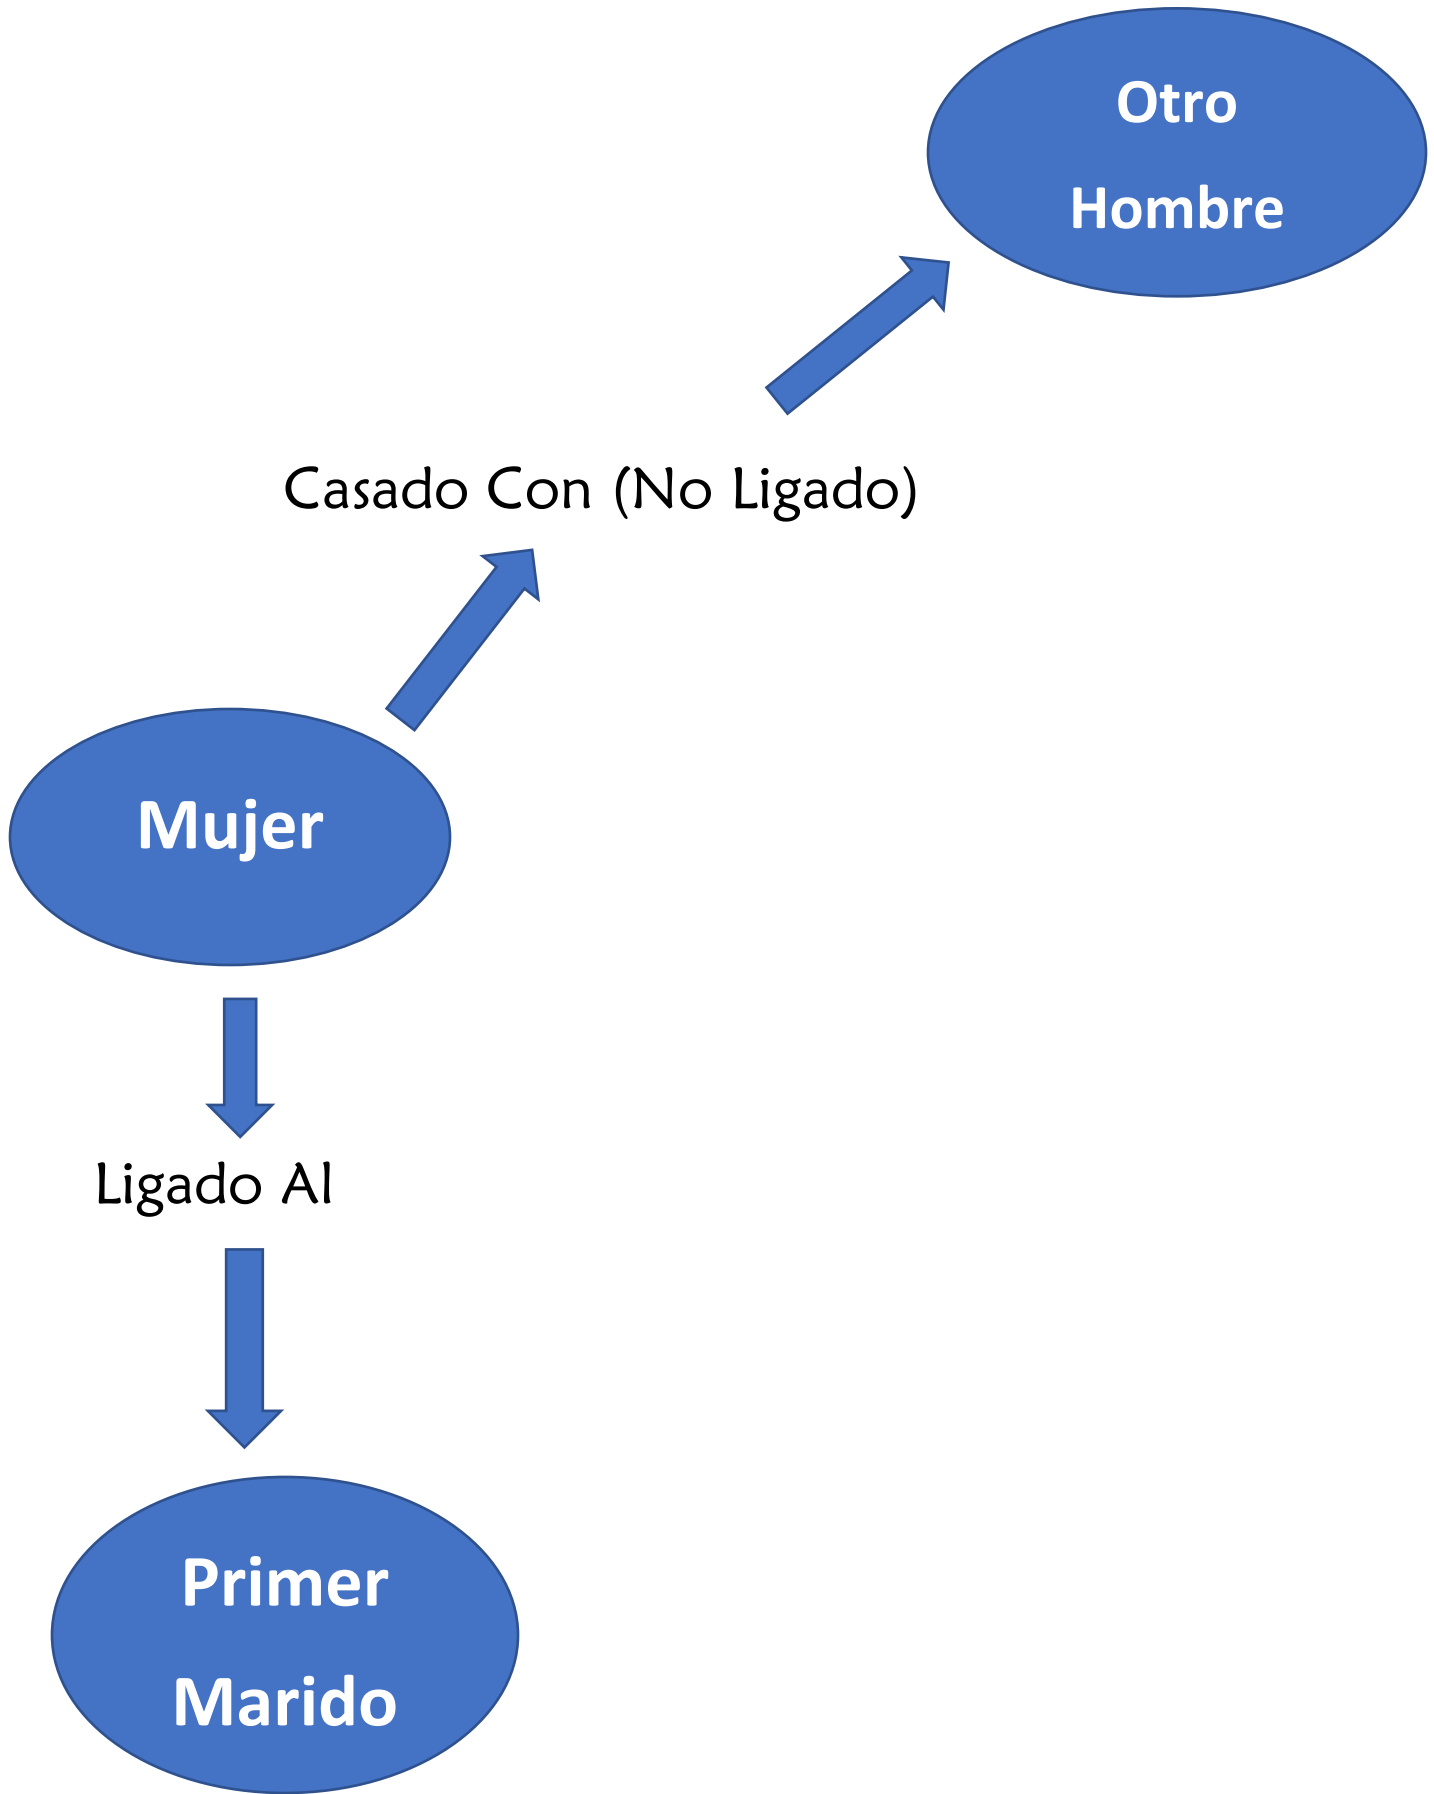 Otro
Hombre
Casado Con (No Ligado)
Mujer
Ligado Al
Primer
Marido